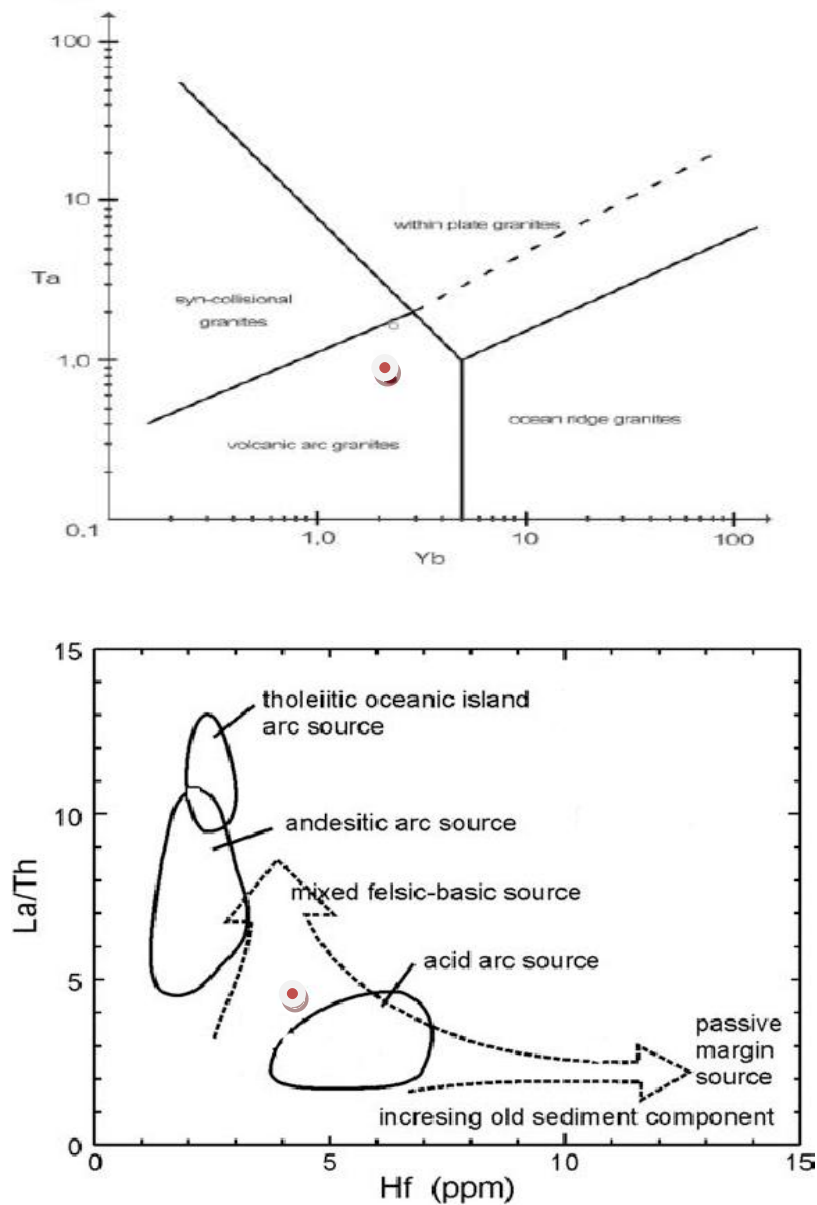 100
within plate granites
10
Ta
syn-collisional
granites
1.0
ocean ridge granites
volcanic arc granites
0.1
1.0
10
100
Yb
15
tholeiitic oceanic island
arc source
10
andesitic arc source
mixed felsic-basic source
La/Th
acid arc source
5
passive
margin
source
incresing old sediment component
0
0
5
10
15
Hf (ppm)